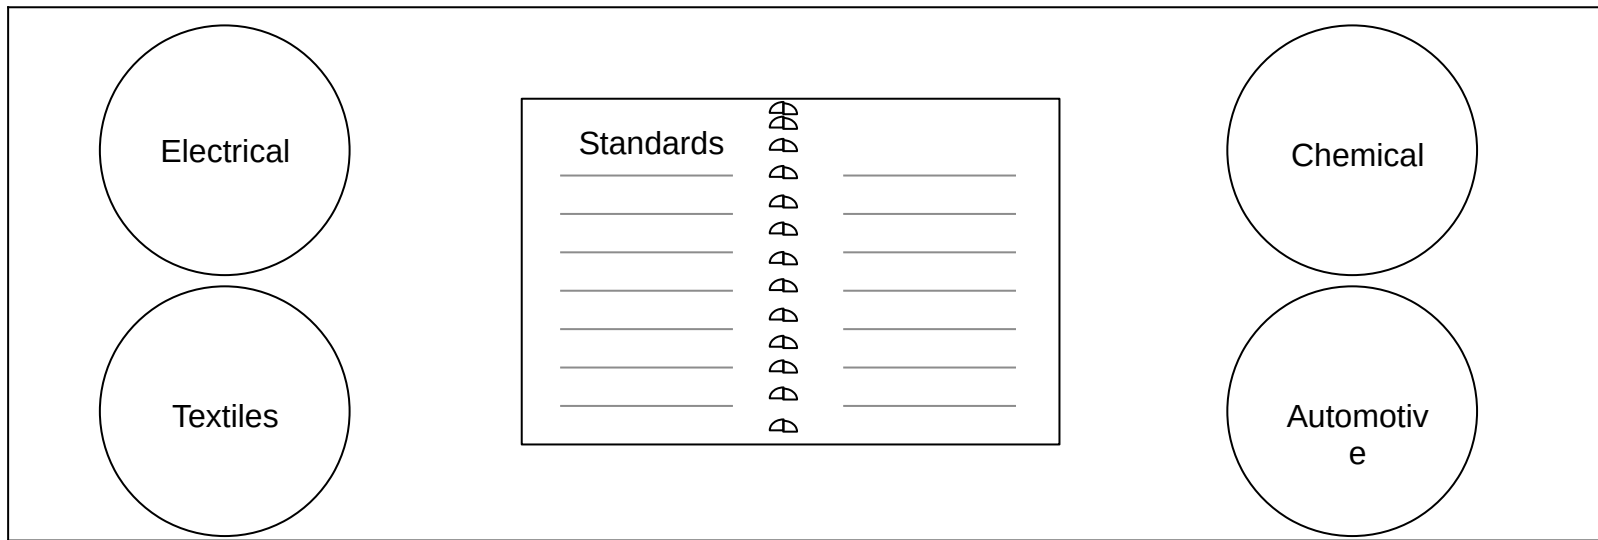 Electrical
Standards
Chemical
Textiles
Automotiv
e